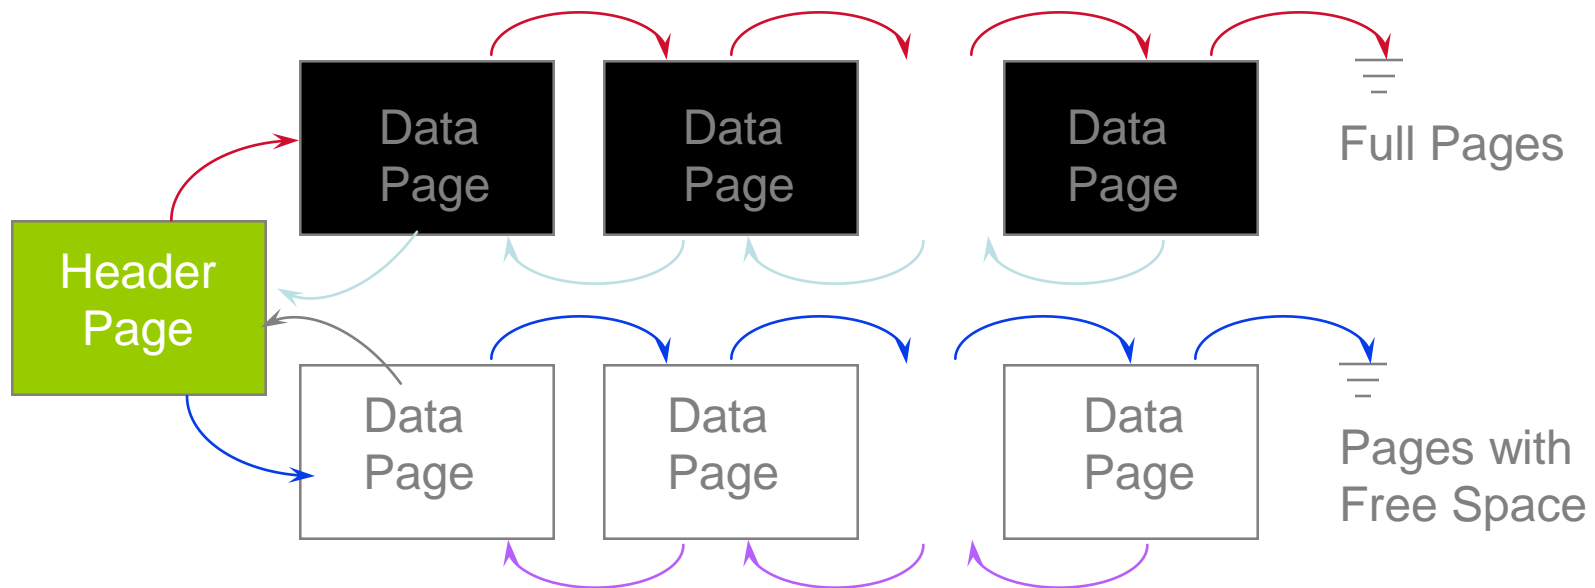 Data
Page
Data
Page
Data
Page
Full Pages
Header
Page
Data
Page
Data
Page
Data
Page
Pages with
Free Space